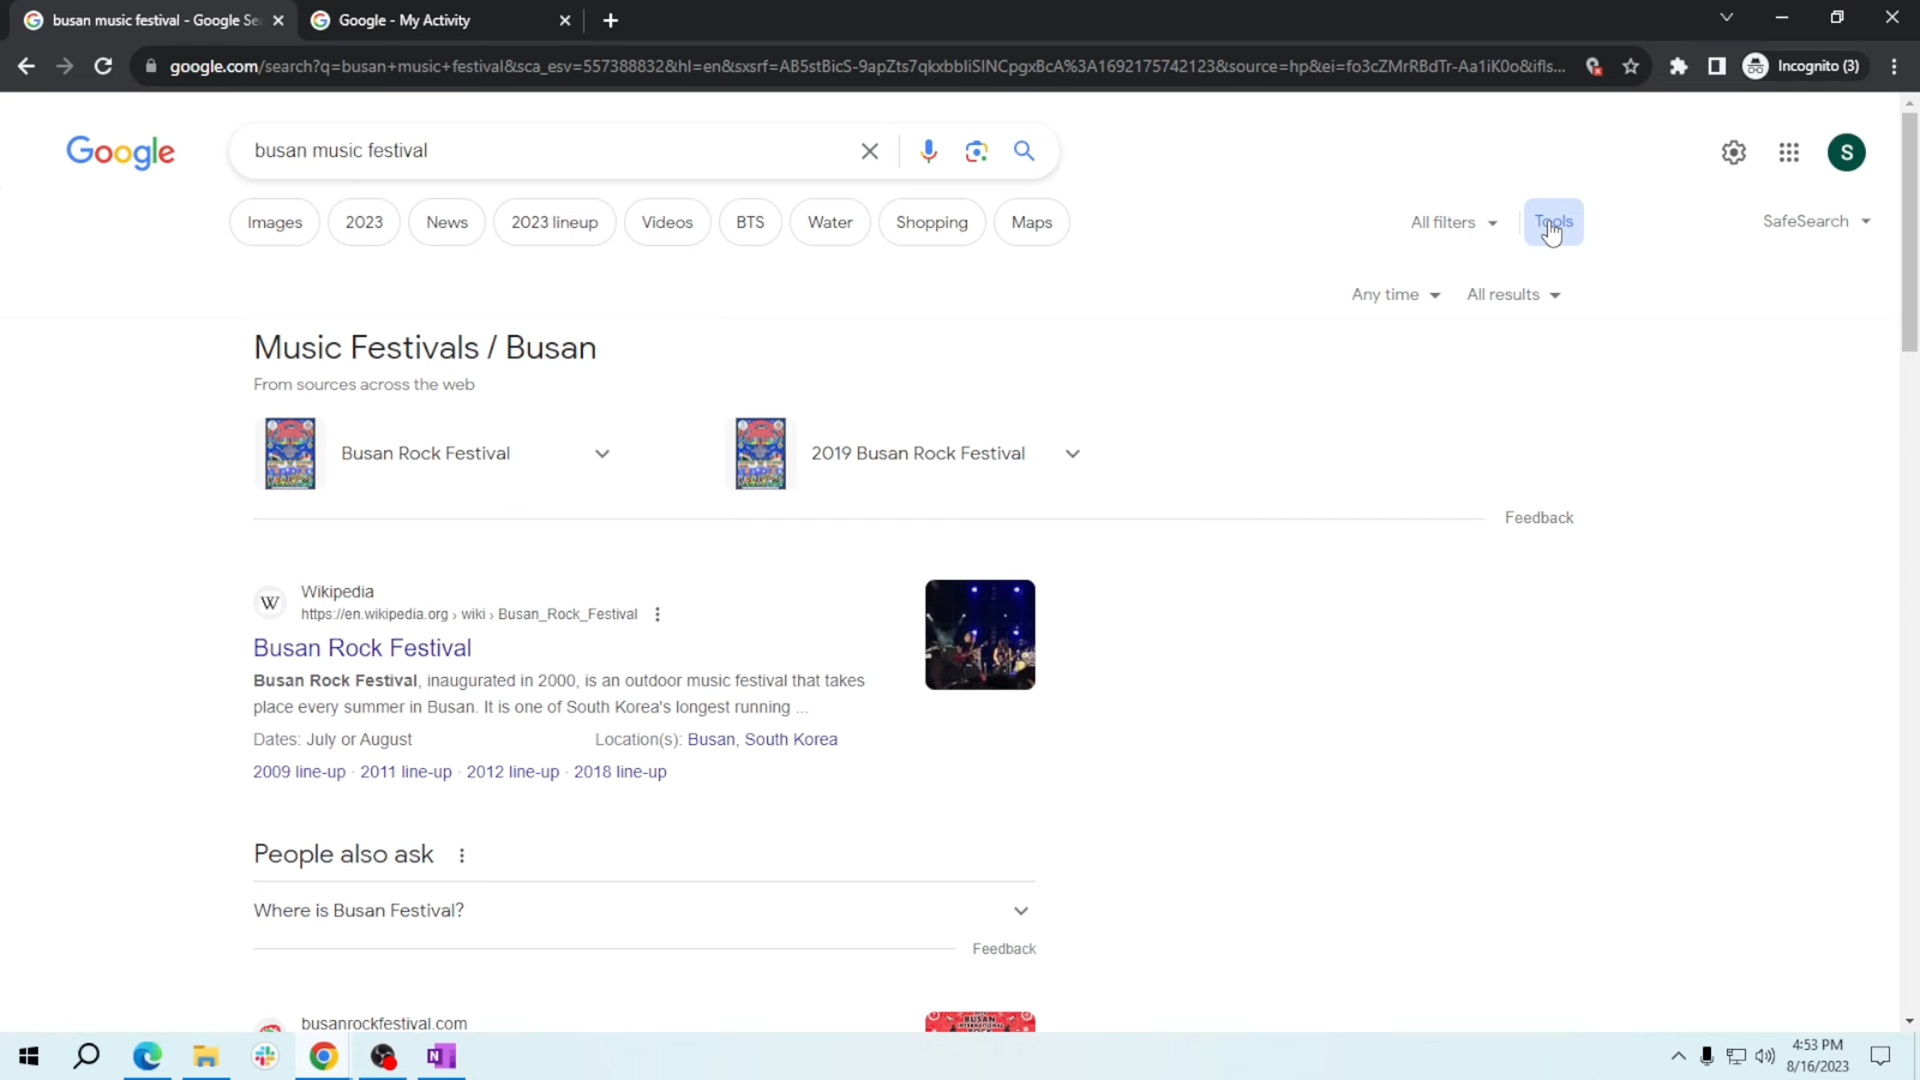 busan music festival - Google Se
Google - My Activity
google.com/search?q=busan+music+festival&sca_esv=557388832&hl=en&sxsrf=AB5stBicS-9apZts7qkxbbliSlNCpgxBcA%3A1692175742123&source=hp&ei=fo3cZMrRBdTr-Aa1iK0o&ifls...
Incognito (3)
Google
busan music festival
S
Images
2023
News
2023 lineup
Videos
BTS
Water
Shopping
Maps
All filters
Tools
SafeSearch
Any time
All results
Music Festivals / Busan
From sources across the web
Busan Rock Festival
2019 Busan Rock Festival
Feedback
W
Wikipedia
https://en.wikipedia.org › wiki › Busan_Rock_Festival
Busan Rock Festival
Busan Rock Festival, inaugurated in 2000, is an outdoor music festival that takes
place every summer in Busan. It is one of South Korea's longest running ...
Dates: July or August
Location(s): Busan, South Korea
2009 line-up · 2011 line-up · 2012 line-up · 2018 line-up
People also ask
Where is Busan Festival?
Feedback
busanrockfestival.com
BUSAN
INTERNATIONAL
N
4:53 PM
8/16/2023